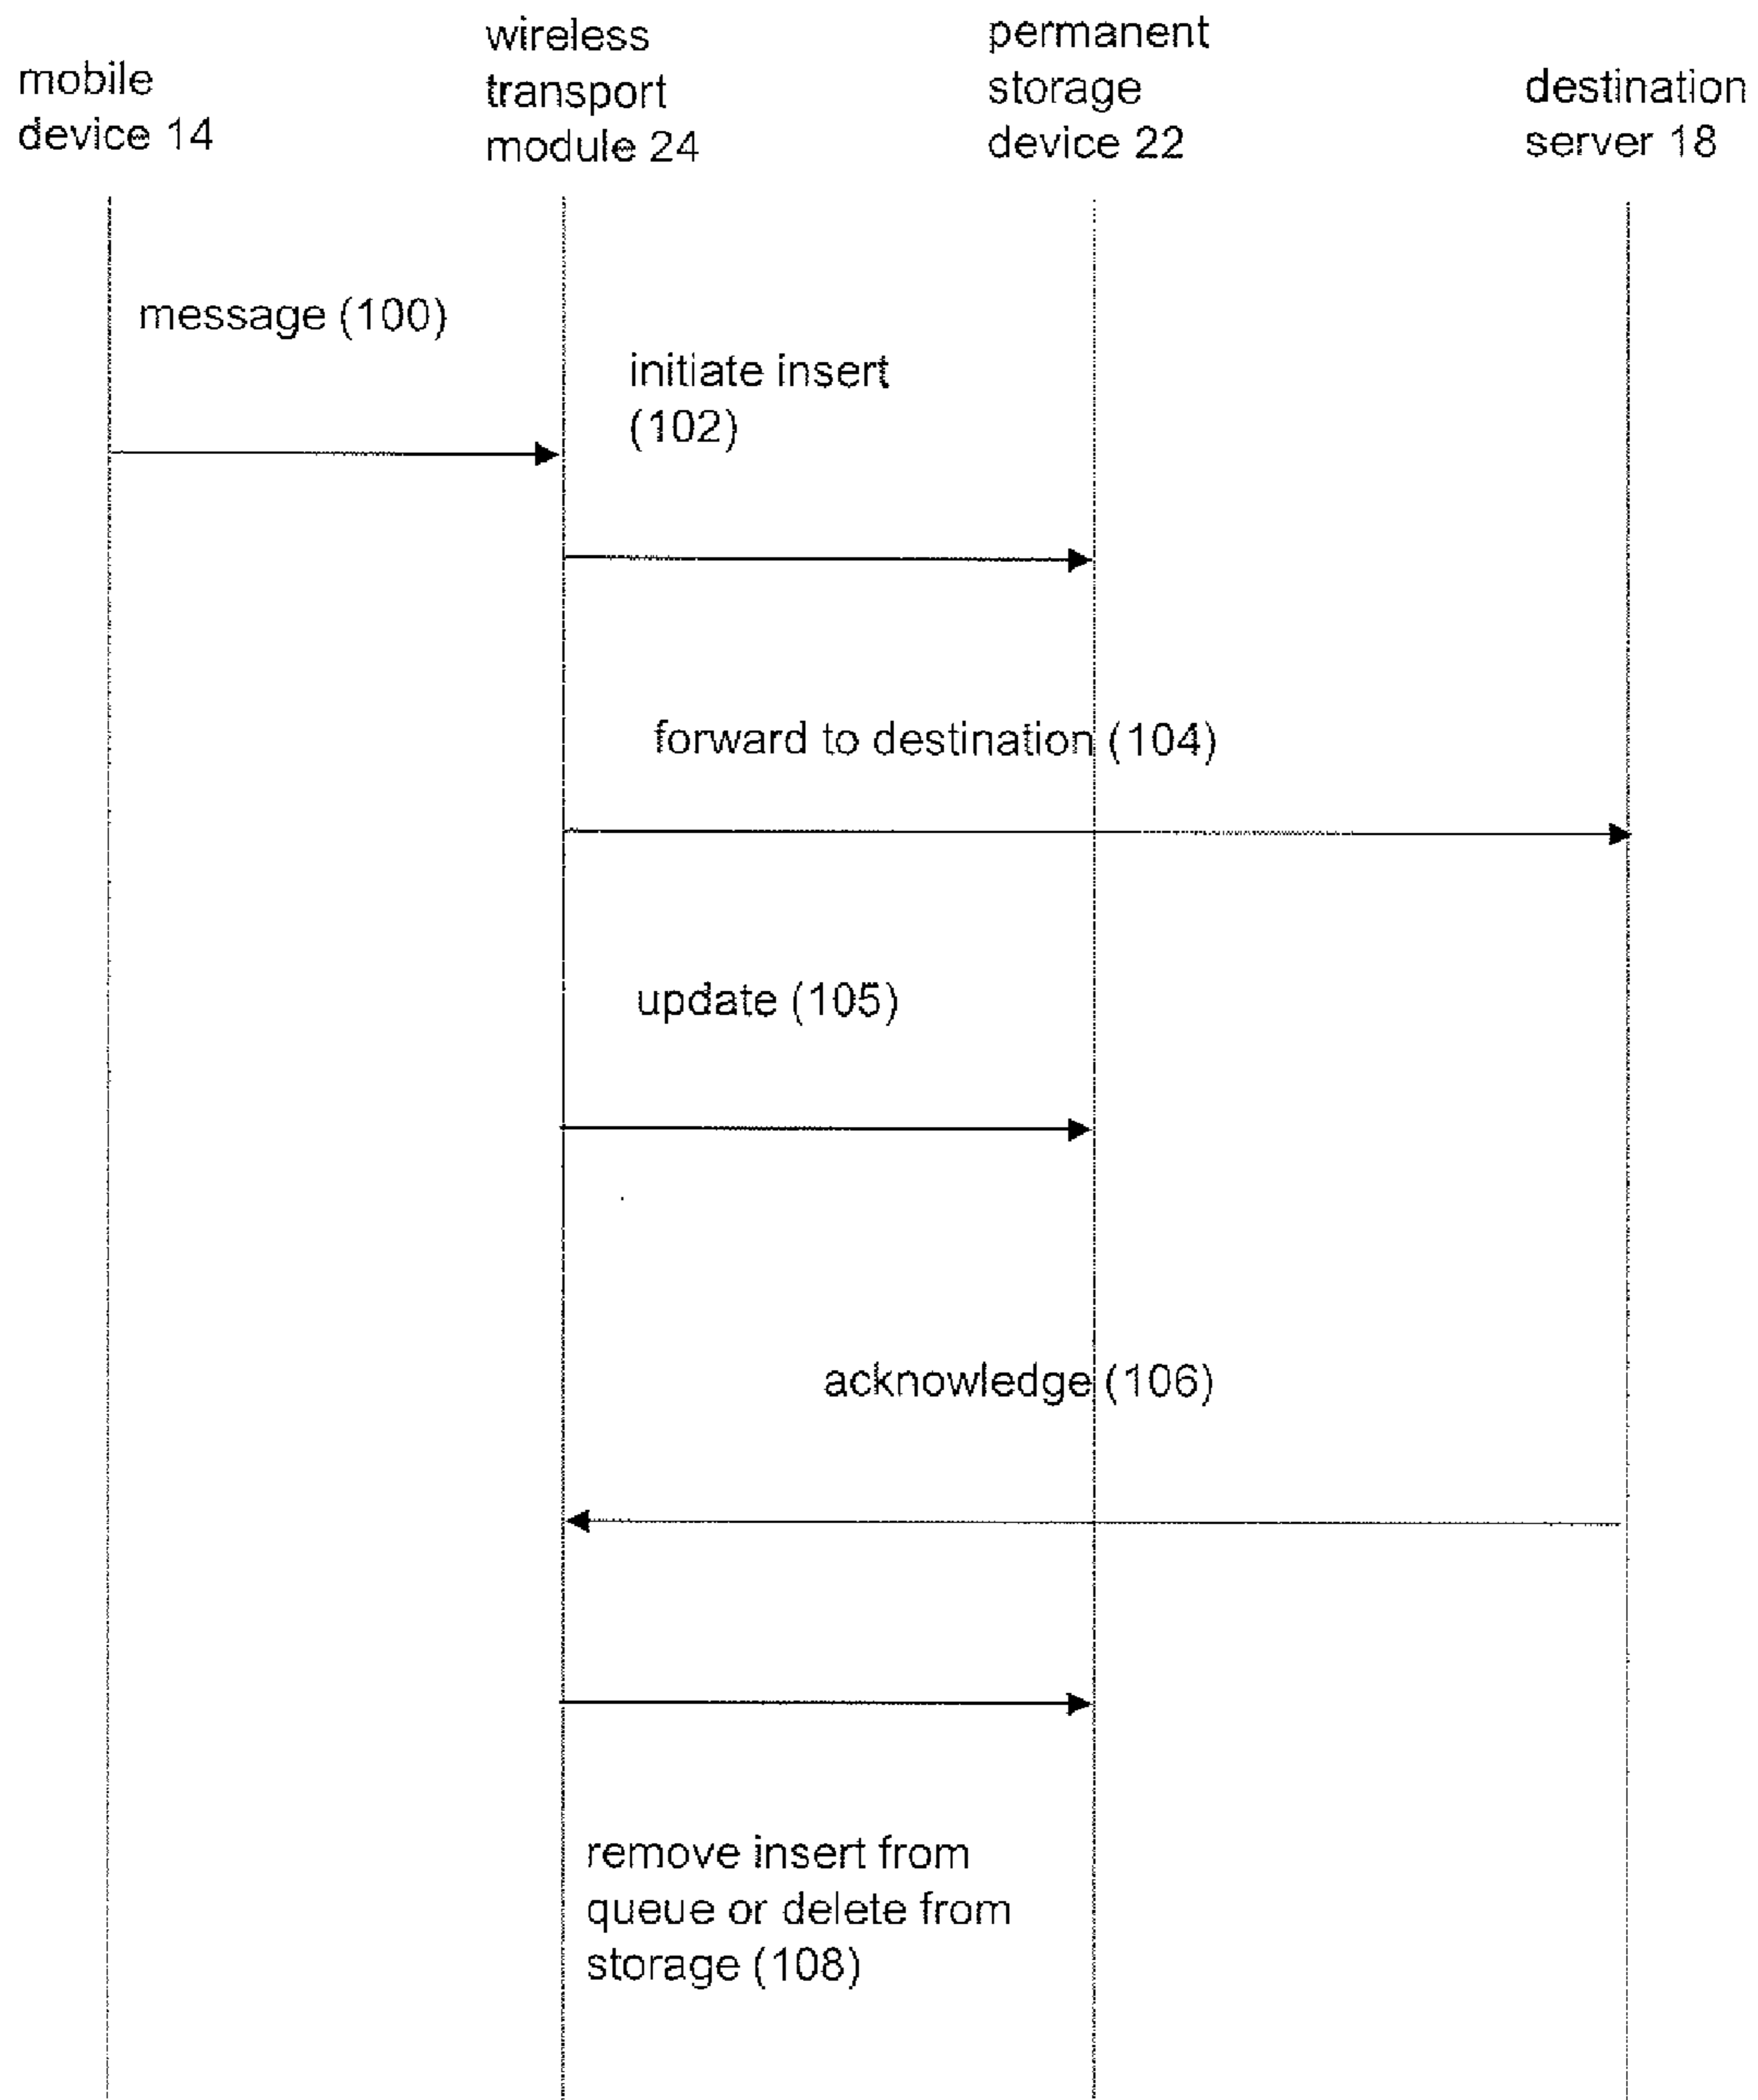 mobile
device 14
wireless
transport
module 24
permanent
storage
device 22
destination
server 18
message (100)
initiate insert
(102)
forward to destination (104)
update (105)
acknowledge (106)
remove insert from
queue or delete from
storage (108)